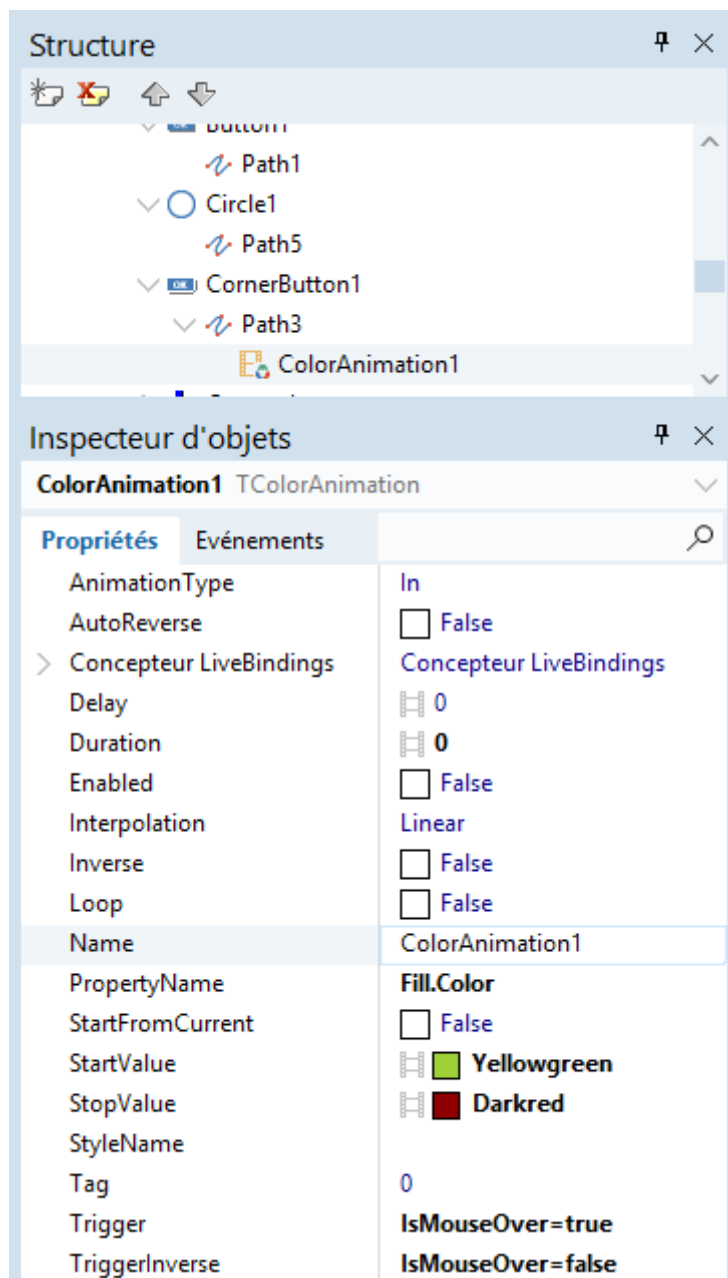 Structure
Button1
Path1
Circle1
Path5
OK CornerButton1
Path3
ColorAnimation1
Inspecteur d'objets
ColorAnimation1 TColorAnimation
Propriétés Evénements
AnimationType In
AutoReverse False
Concepteur LiveBindings Concepteur LiveBindings
Delay 0
Duration 0
Enabled False
Interpolation Linear
Inverse False
Loop False
Name ColorAnimation1
PropertyName Fill.Color
StartFromCurrent False
StartValue Yellowgreen
StopValue Darkred
StyleName
Tag 0
Trigger IsMouseOver=true
TriggerInverse IsMouseOver=false